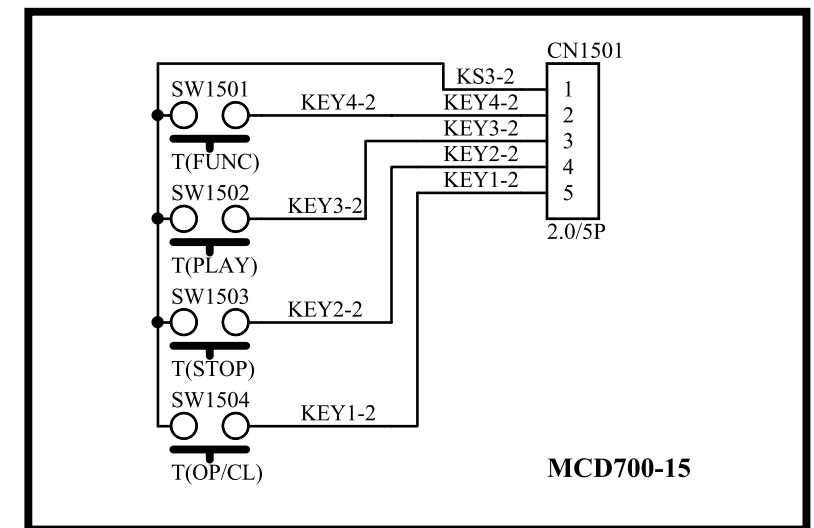 CN1501
KS3-2
1
SW1501
KEY4-2
KEY4-2
2
KEY3-2
3
T(FUNC)
KEY2-2
4
KEY1-2
5
SW1502
KEY3-2
2.0/5P
T(PLAY)
SW1503
KEY2-2
T(STOP)
SW1504
KEY1-2
T(OP/CL)
MCD700-15